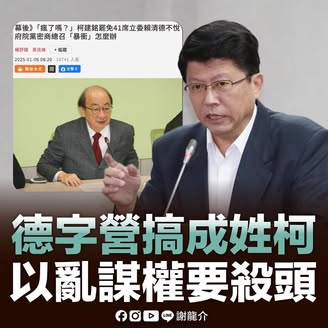 幕後》「瘋了嗎？」柯建銘罷免41席立委賴清德不悅
府院黨密商總召「暴衝」怎麼辦
2025-01-06 08:20
德字營搞成姓柯
以亂謀權要殺頭
謝龍介